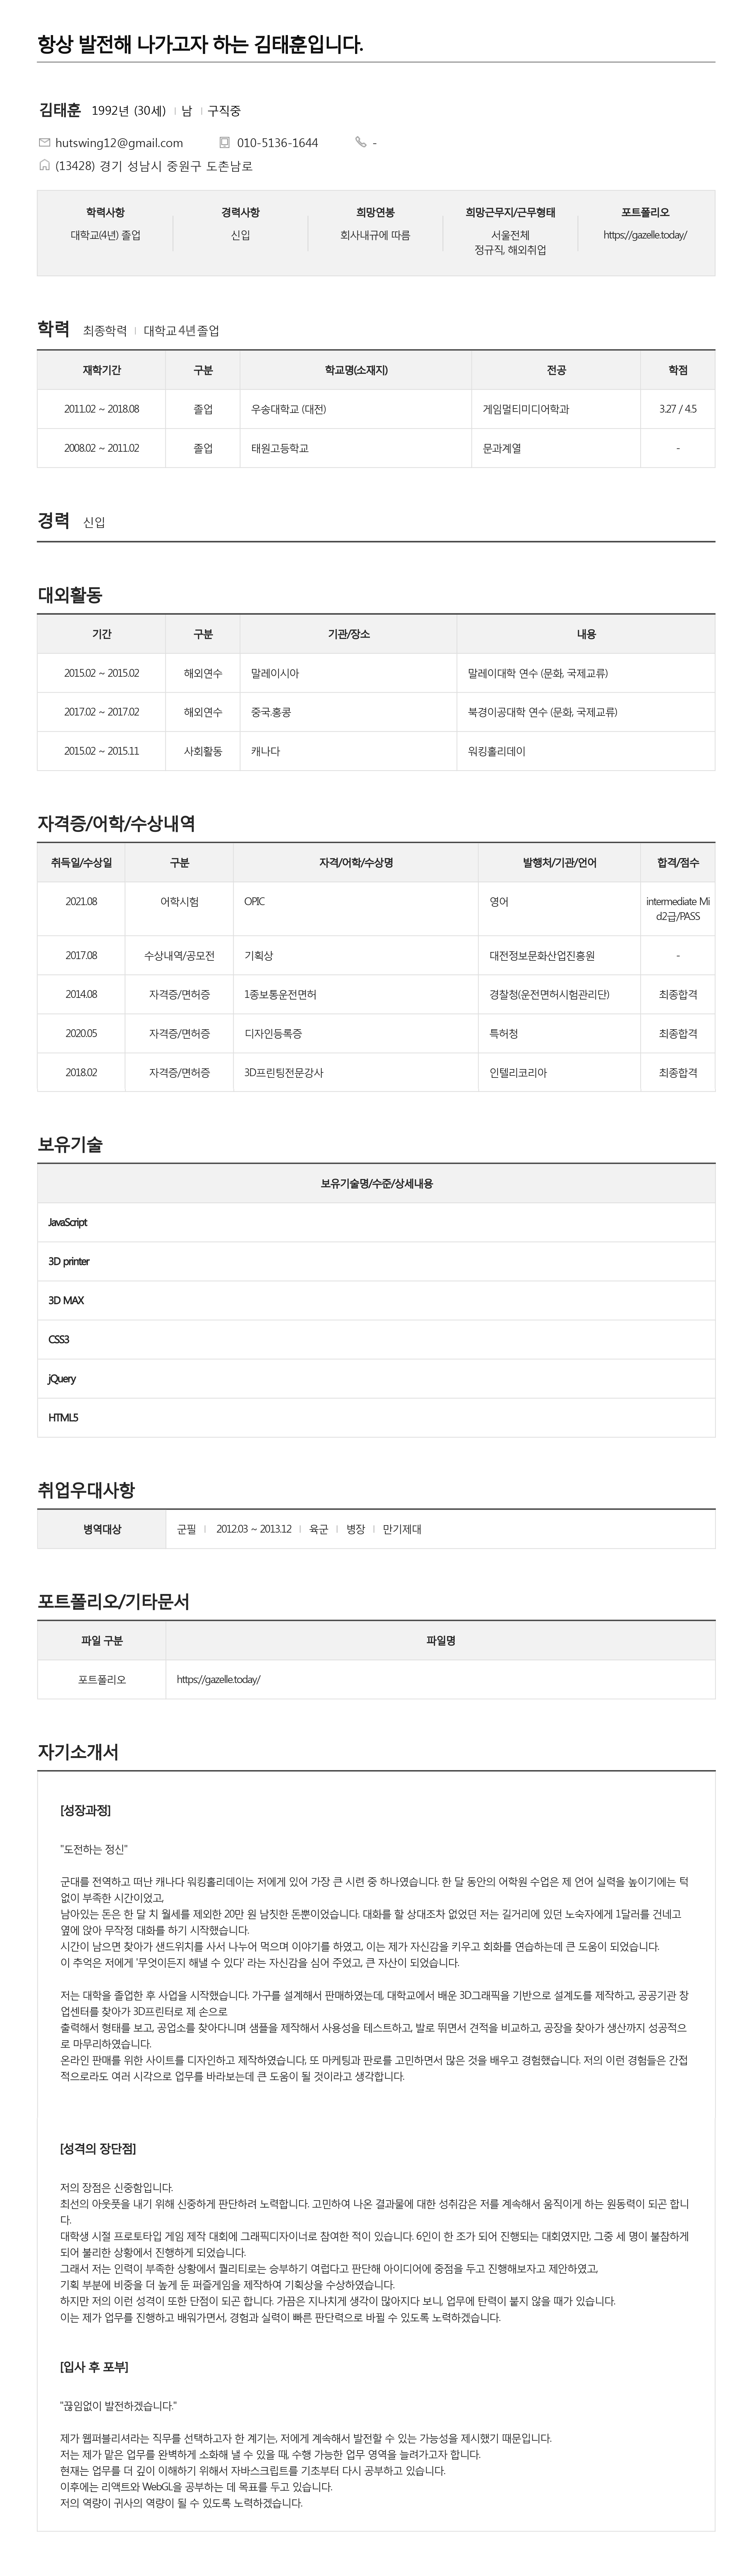 항상 발전해 나가고자 하는 김태훈입니다.
김태훈 1992년 (30세) 남 구직중
hutswing12@gmail.com 010-5136-1644 -
(13428) 경기 성남시 중원구 도촌남로
학력사항 경력사항 희망연봉 희망근무지/근무형태 포트폴리오
대학교(4년) 졸업 신입 회사내규에 따름 서울전체 https://gazelle.today/
정규직, 해외취업
학력 최종학력 대학교 4년 졸업
재학기간 구분 학교명(소재지) 전공 학점
2011.02 ~ 2018.08 졸업 우송대학교 (대전) 게임멀티미디어학과 3.27 / 4.5
2008.02 ~ 2011.02 졸업 태원고등학교 문과계열 -
경력 신입
대외활동
기간 구분 기관/장소 내용
2015.02 ~ 2015.02 해외연수 말레이시아 말레이대학 연수 (문화, 국제교류)
2017.02 ~ 2017.02 해외연수 중국.홍콩 북경이공대학 연수 (문화, 국제교류)
2015.02 ~ 2015.11 사회활동 캐나다 워킹홀리데이
자격증/어학/수상내역
취득일/수상일 구분 자격/어학/수상명 발행처/기관/언어 합격/점수
2021.08 어학시험 OPIC 영어 intermediate Mi
d2급/PASS
2017.08 수상내역/공모전 기획상 대전정보문화산업진흥원 -
2014.08 자격증/면허증 1종보통운전면허 경찰청(운전면허시험관리단) 최종합격
2020.05 자격증/면허증 디자인등록증 특허청 최종합격
2018.02 자격증/면허증 3D프린팅전문강사 인텔리코리아 최종합격
보유기술
보유기술명/수준/상세내용
JavaScript
3D printer
3D MAX
CSS3
jQuery
HTML5
취업우대사항
병역대상 군필 2012.03 ~ 2013.12 육군 병장 만기제대
포트폴리오/기타문서
파일 구분 파일명
포트폴리오 https://gazelle.today/
자기소개서
[성장과정]
"도전하는 정신"
군대를 전역하고 떠난 캐나다 워킹홀리데이는 저에게 있어 가장 큰 시련 중 하나였습니다. 한 달 동안의 어학원 수업은 제 언어 실력을 높이기에는 턱
없이 부족한 시간이었고,
남아있는 돈은 한 달 치 월세를 제외한 20만 원 남짓한 돈뿐이었습니다. 대화를 할 상대조차 없었던 저는 길거리에 있던 노숙자에게 1달러를 건네고
옆에 앉아 무작정 대화를 하기 시작했습니다.
시간이 남으면 찾아가 샌드위치를 사서 나누어 먹으며 이야기를 하였고, 이는 제가 자신감을 키우고 회화를 연습하는데 큰 도움이 되었습니다.
이 추억은 저에게 '무엇이든지 해낼 수 있다' 라는 자신감을 심어 주었고, 큰 자산이 되었습니다.
저는 대학을 졸업한 후 사업을 시작했습니다. 가구를 설계해서 판매하였는데, 대학교에서 배운 3D그래픽을 기반으로 설계도를 제작하고, 공공기관 창
업센터를 찾아가 3D프린터로 제 손으로
출력해서 형태를 보고, 공업소를 찾아다니며 샘플을 제작해서 사용성을 테스트하고, 발로 뛰면서 견적을 비교하고, 공장을 찾아가 생산까지 성공적으
로 마무리하였습니다.
온라인 판매를 위한 사이트를 디자인하고 제작하였습니다, 또 마케팅과 판로를 고민하면서 많은 것을 배우고 경험했습니다. 저의 이런 경험들은 간접
적으로라도 여러 시각으로 업무를 바라보는데 큰 도움이 될 것이라고 생각합니다.
[성격의 장단점]
저의 장점은 신중함입니다.
최선의 아웃풋을 내기 위해 신중하게 판단하려 노력합니다. 고민하여 나온 결과물에 대한 성취감은 저를 계속해서 움직이게 하는 원동력이 되곤 합니
다.
대학생 시절 프로토타입 게임 제작 대회에 그래픽디자이너로 참여한 적이 있습니다. 6인이 한 조가 되어 진행되는 대회였지만, 그중 세 명이 불참하게
되어 불리한 상황에서 진행하게 되었습니다.
그래서 저는 인력이 부족한 상황에서 퀄리티로는 승부하기 여럽다고 판단해 아이디어에 중점을 두고 진행해보자고 제안하였고,
기획 부분에 비중을 더 높게 둔 퍼즐게임을 제작하여 기획상을 수상하였습니다.
하지만 저의 이런 성격이 또한 단점이 되곤 합니다. 가끔은 지나치게 생각이 많아지다 보니, 업무에 탄력이 붙지 않을 때가 있습니다.
이는 제가 업무를 진행하고 배워가면서, 경험과 실력이 빠른 판단력으로 바뀔 수 있도록 노력하겠습니다.
[입사 후 포부]
"끊임없이 발전하겠습니다."
제가 웹퍼블리셔라는 직무를 선택하고자 한 계기는, 저에게 계속해서 발전할 수 있는 가능성을 제시했기 때문입니다.
저는 제가 맡은 업무를 완벽하게 소화해 낼 수 있을 때, 수행 가능한 업무 영역을 늘려가고자 합니다.
현재는 업무를 더 깊이 이해하기 위해서 자바스크립트를 기초부터 다시 공부하고 있습니다.
이후에는 리액트와 WebGL을 공부하는 데 목표를 두고 있습니다.
저의 역량이 귀사의 역량이 될 수 있도록 노력하겠습니다.